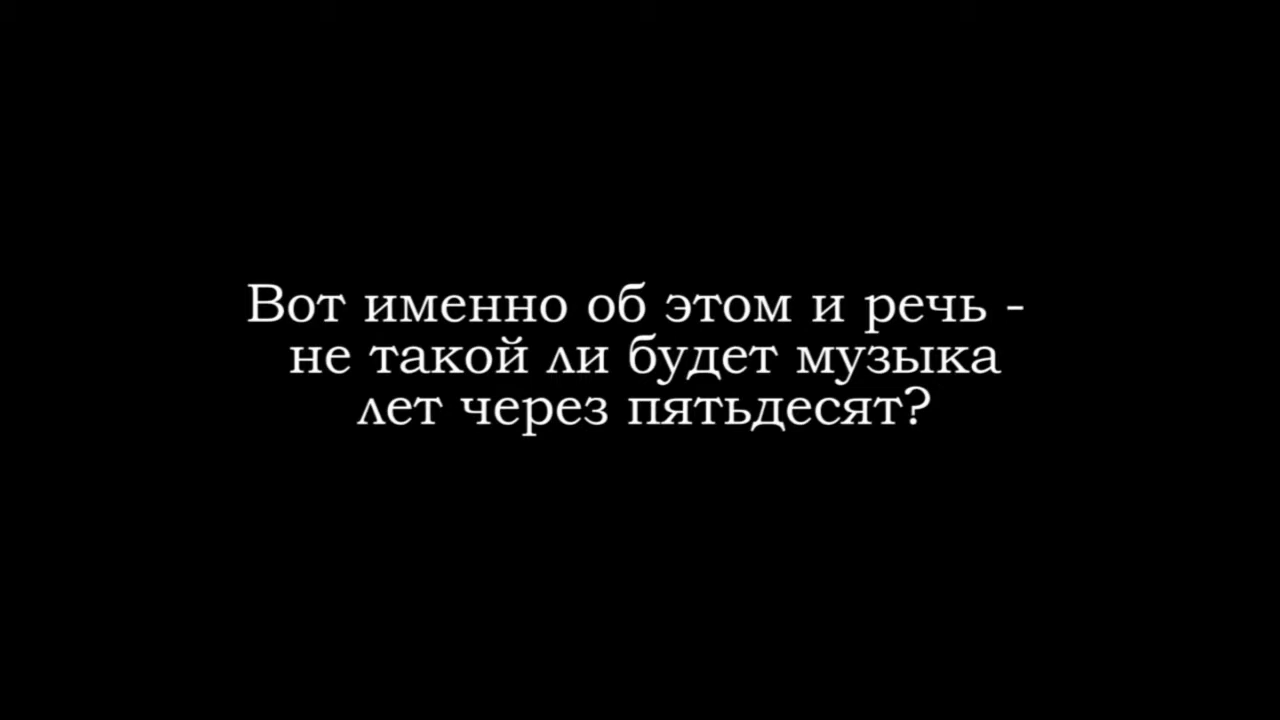 Вот именно об этом и речь -
не такой ли будет музыка
лет через пятьдесят?